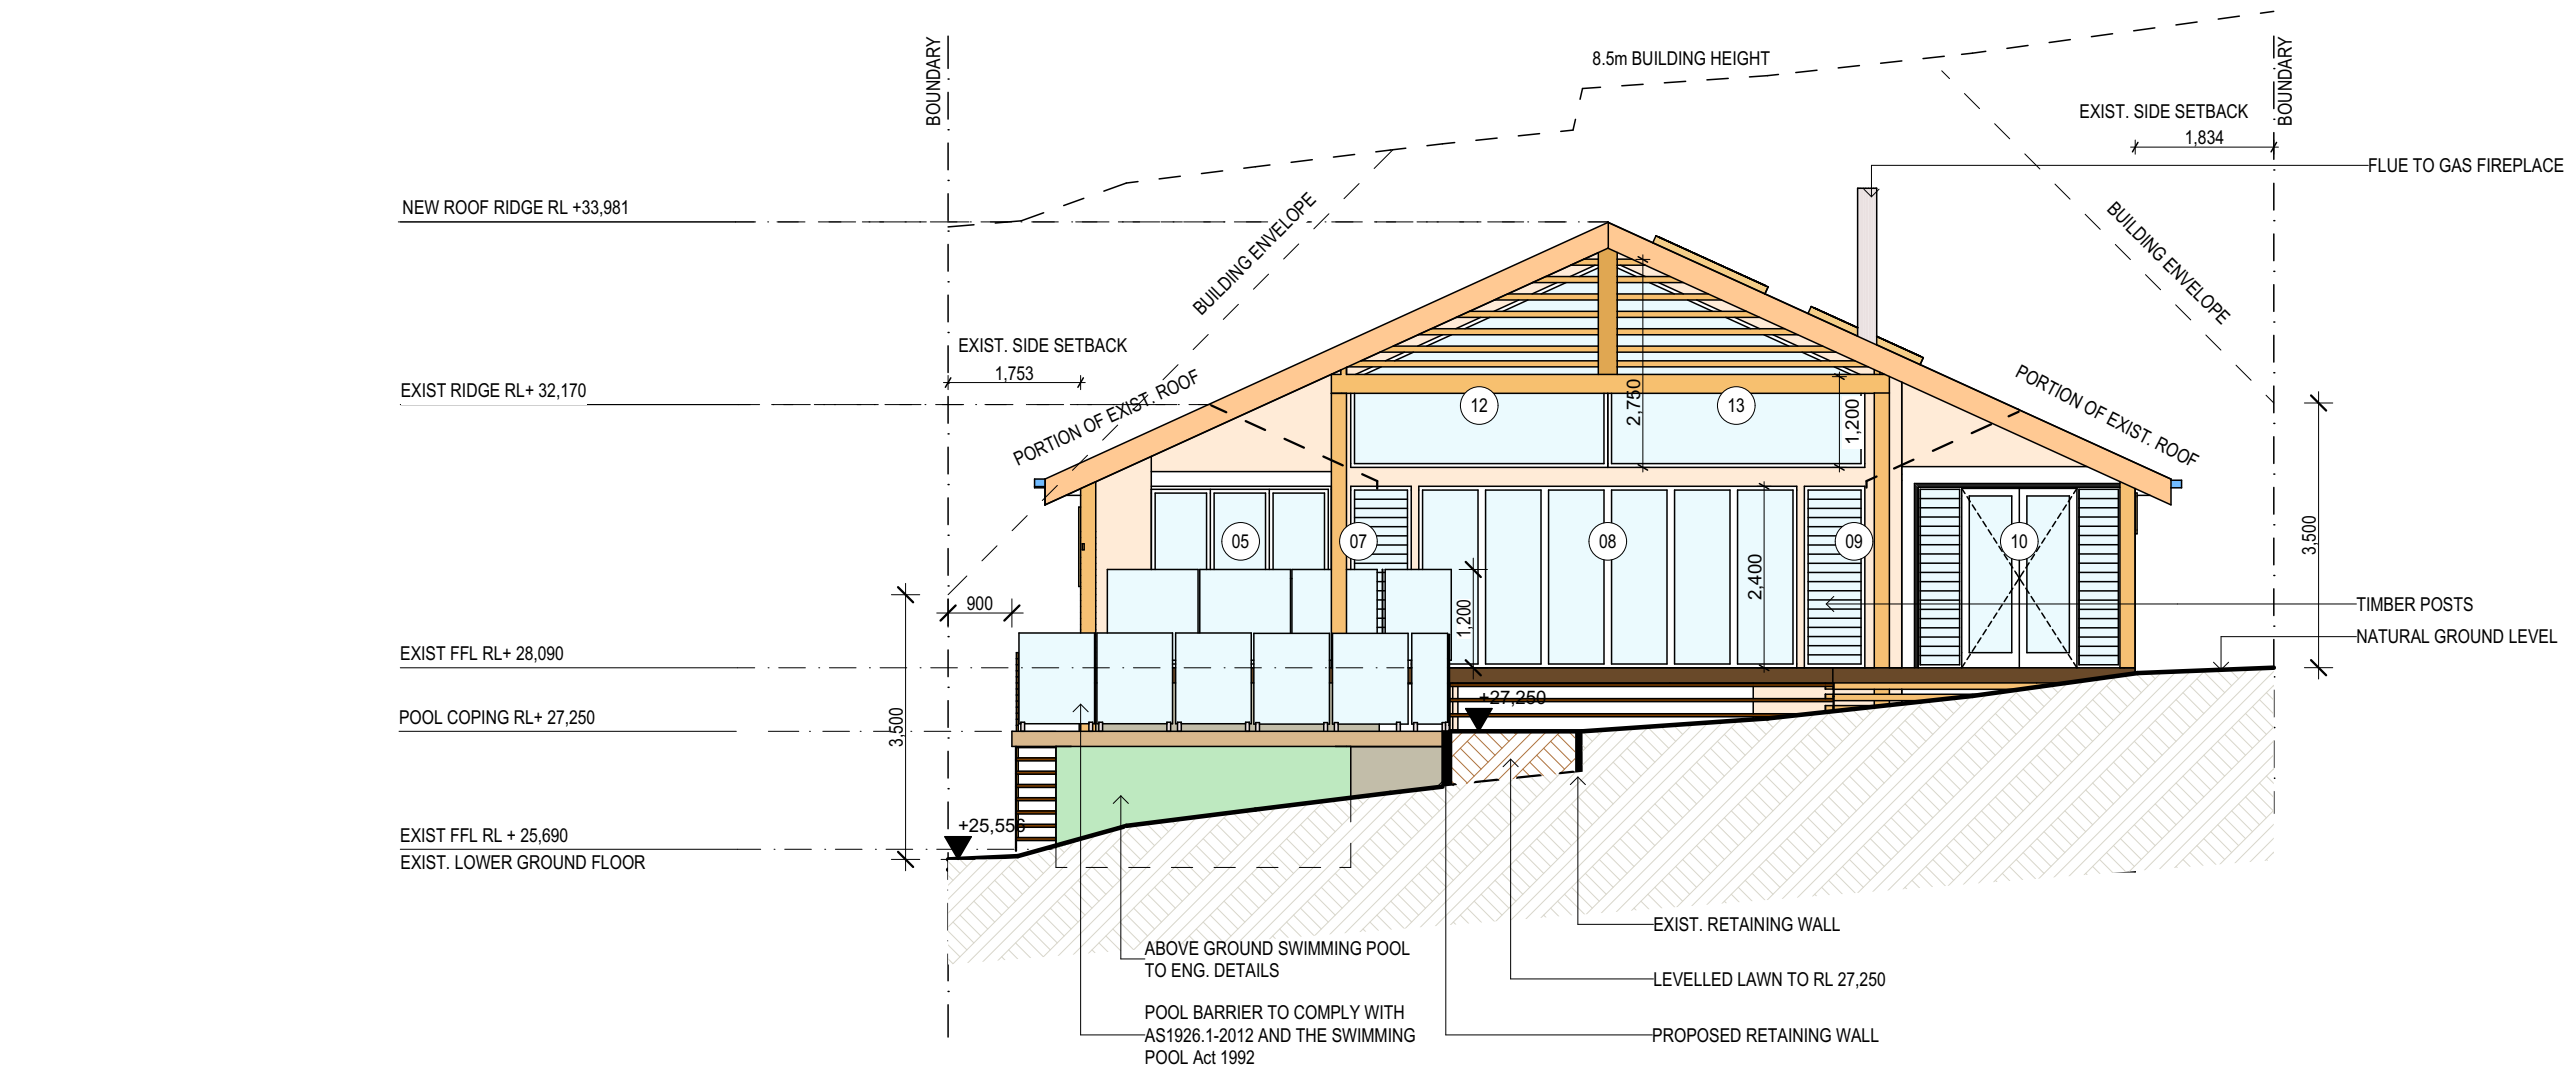 BOUNDARY
8.5m BUILDING HEIGHT
BOUNDARY
EXIST. SIDE SETBACK
1,834
FLUE TO GAS FIREPLACE
NEW ROOF RIDGE RL +33,981
BUILDING ENVELOPE
BUILDING ENVELOPE
EXIST. SIDE SETBACK
1,753
EXIST RIDGE RL+ 32,170
PORTION OF EXIST. ROOF
PORTION OF EXIST. ROOF
12
2,750
13
1,200
05
07
08
09
10
3,500
2,400
900
1,200
TIMBER POSTS
NATURAL GROUND LEVEL
EXIST FFL RL+ 28,090
+27,250
POOL COPING RL+ 27,250
3,500
+25,556
EXIST FFL RL + 25,690
EXIST. LOWER GROUND FLOOR
EXIST. RETAINING WALL
ABOVE GROUND SWIMMING POOL
TO ENG. DETAILS
LEVELLED LAWN TO RL 27,250
POOL BARRIER TO COMPLY WITH
AS1926.1-2012 AND THE SWIMMING
POOL Act 1992
PROPOSED RETAINING WALL